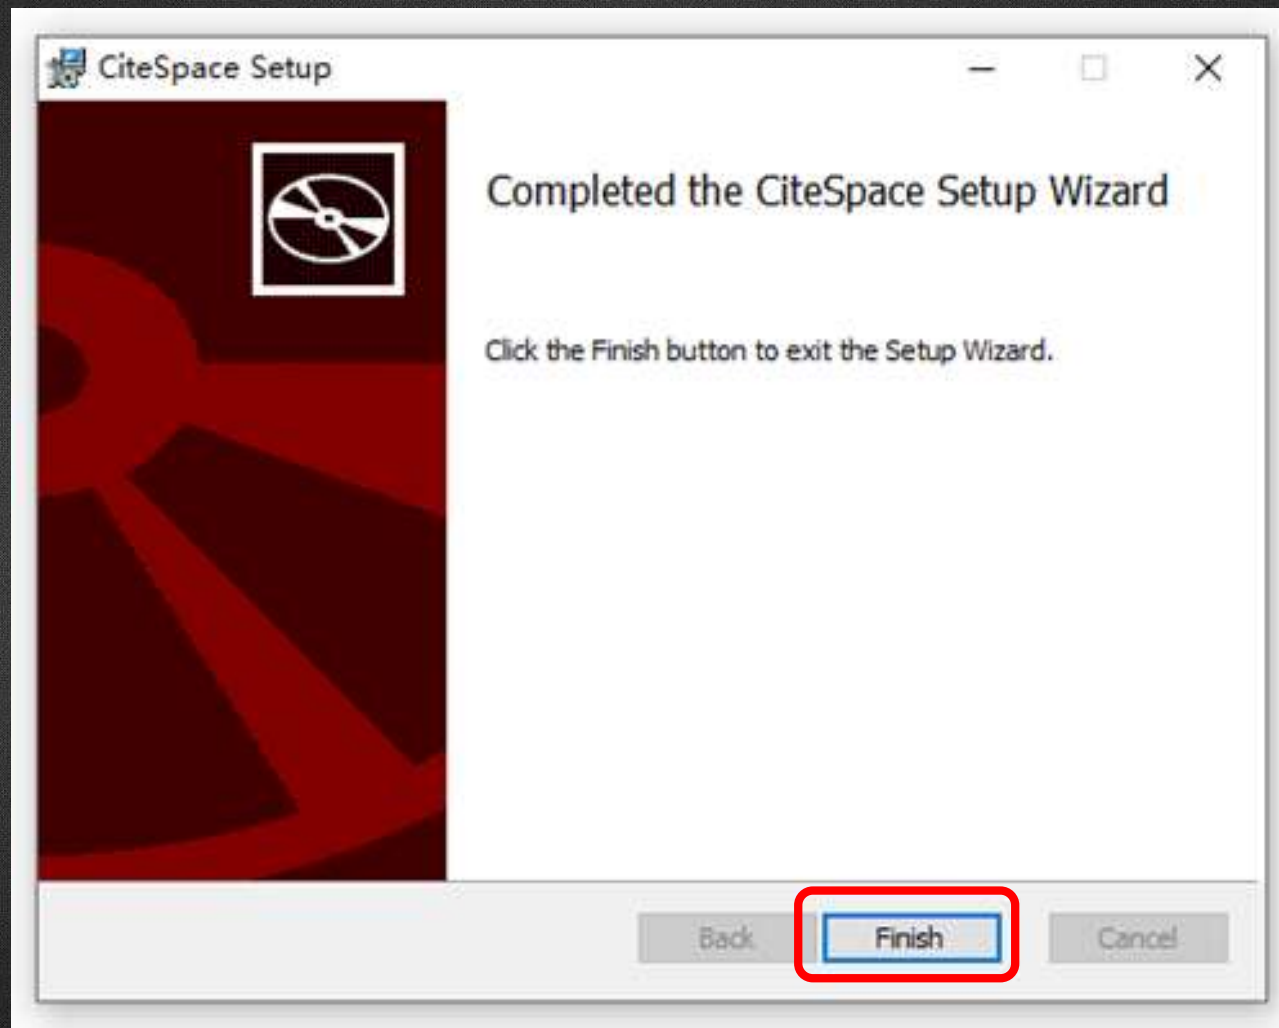 CiteSpace Setup
Completed the CiteSpace Setup Wizard
Click the Finish button to exit the Setup Wizard.
Back Finish Cancel